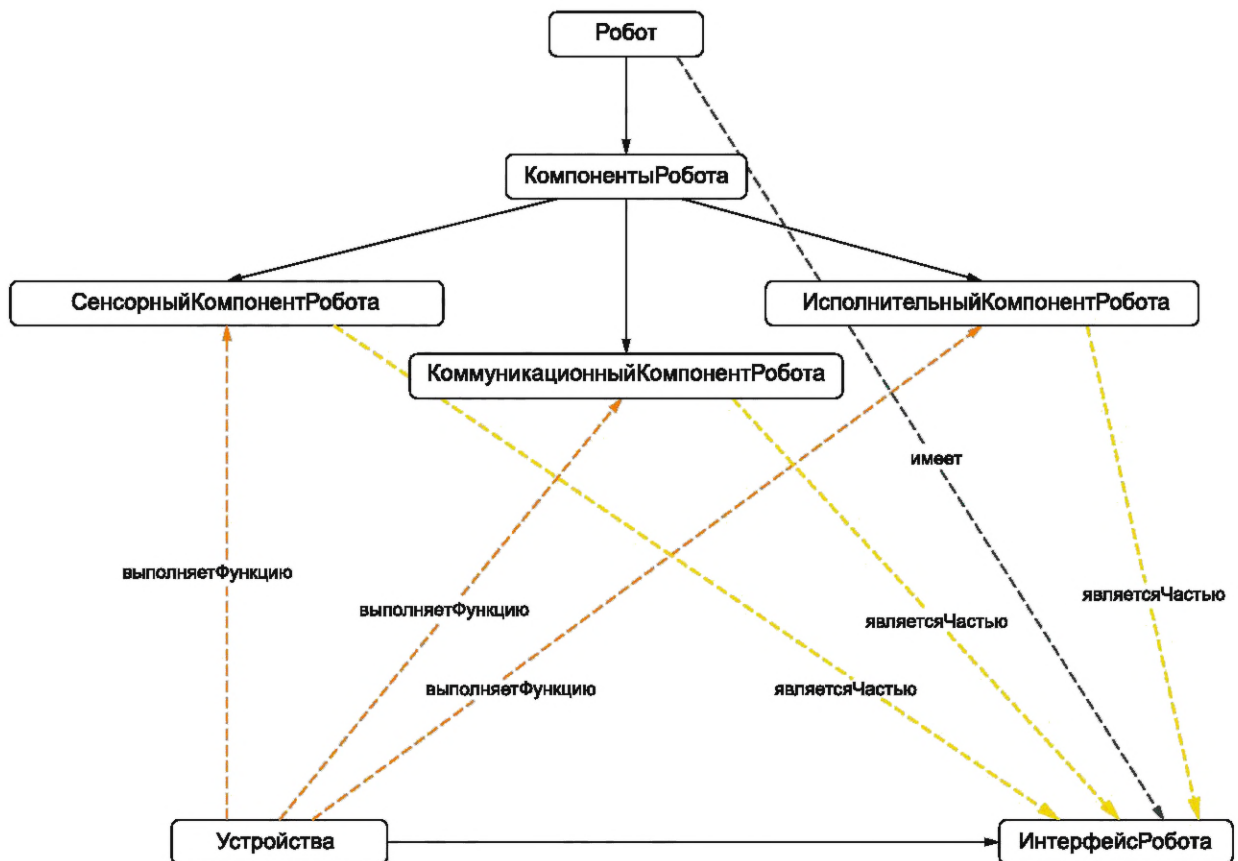 Робот
КомпонентыРобота
СенсорныйКомпонентРобота
ИсполнительныйКомпонентРобота
КоммуникационныйКомпонентРобота
имеет
выполняетФункцию
выполняетФункцию
являетсяЧастью
являетсяЧастью
выполняетФункцию
являетсяЧастью
Устройства
ИнтерфейсРобота